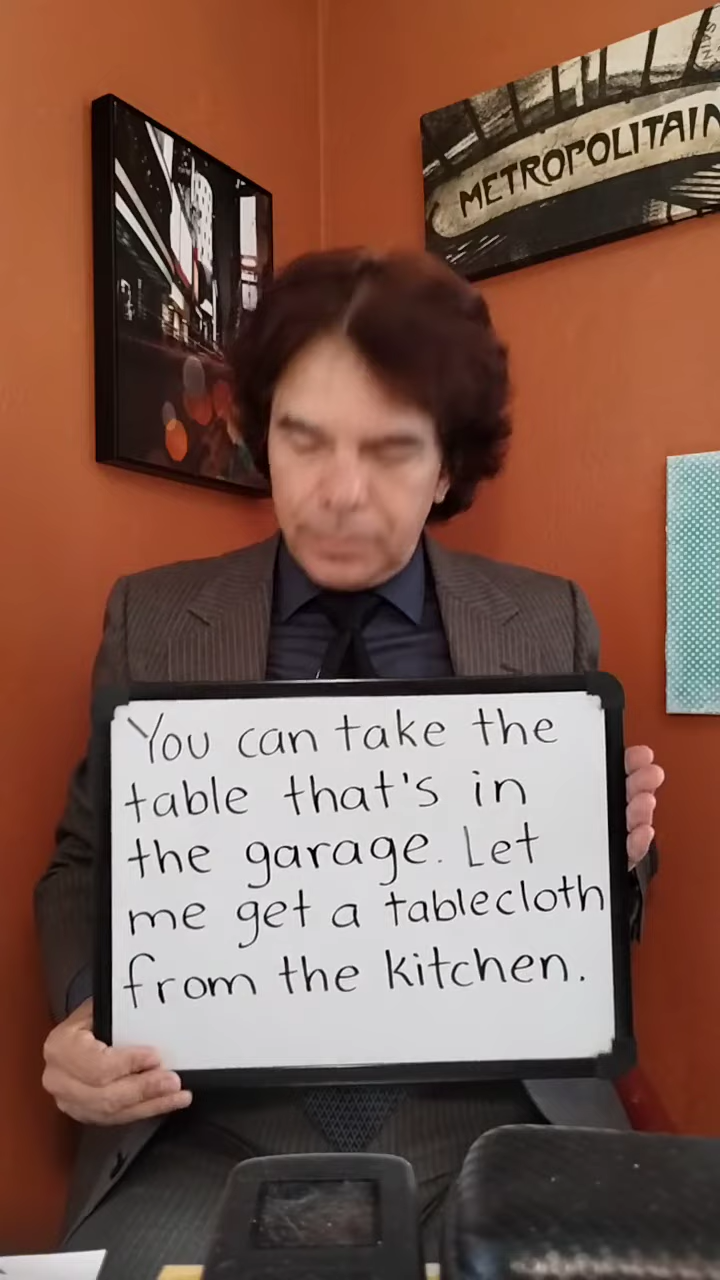 METROPOLITAIN
You can take the
table that's in
the garage. Let
me get a tablecloth
from the kitchen.